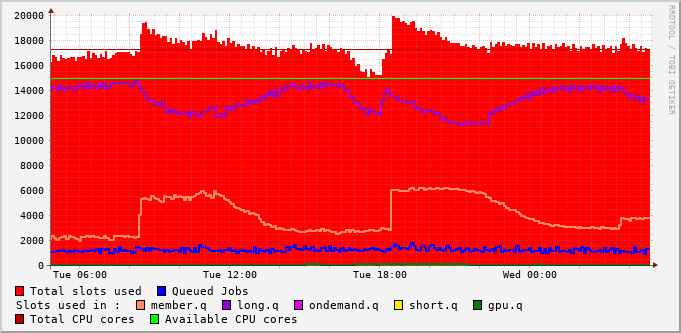 20000
18000
16000
14000
12000
10000
8000
6000
4000
2000
0
Tue 06:00 Tue 12:00 Tue 18:00 Wed 00:00
RRDTOOL / TOBI OETIKER
Total slots used Queued Jobs
Slots used in : member.q long.q ondemand.q short.q gpu.q
Total CPU cores Available CPU cores